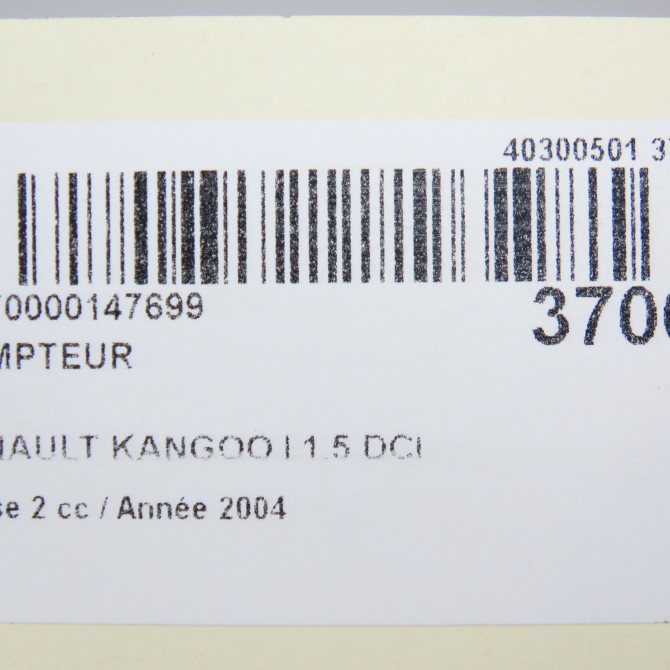 40300501 37
70000147699
3700
MPTEUR
NAULT KANGOO I 1.5 DCI
se 2 cc / Année 2004